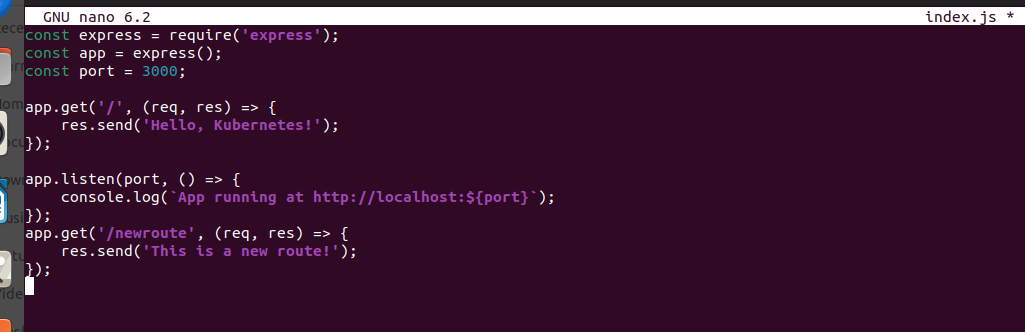 GNU nano 6.2 index.js *
const express = require('express');
const app = express();
const port = 3000;
app.get('/', (req, res) => {
    res.send('Hello, Kubernetes!');
});
app.listen(port, () => {
    console.log(`App running at http://localhost:${port}`);
});
app.get('/newroute', (req, res) => {
    res.send('This is a new route!');
});